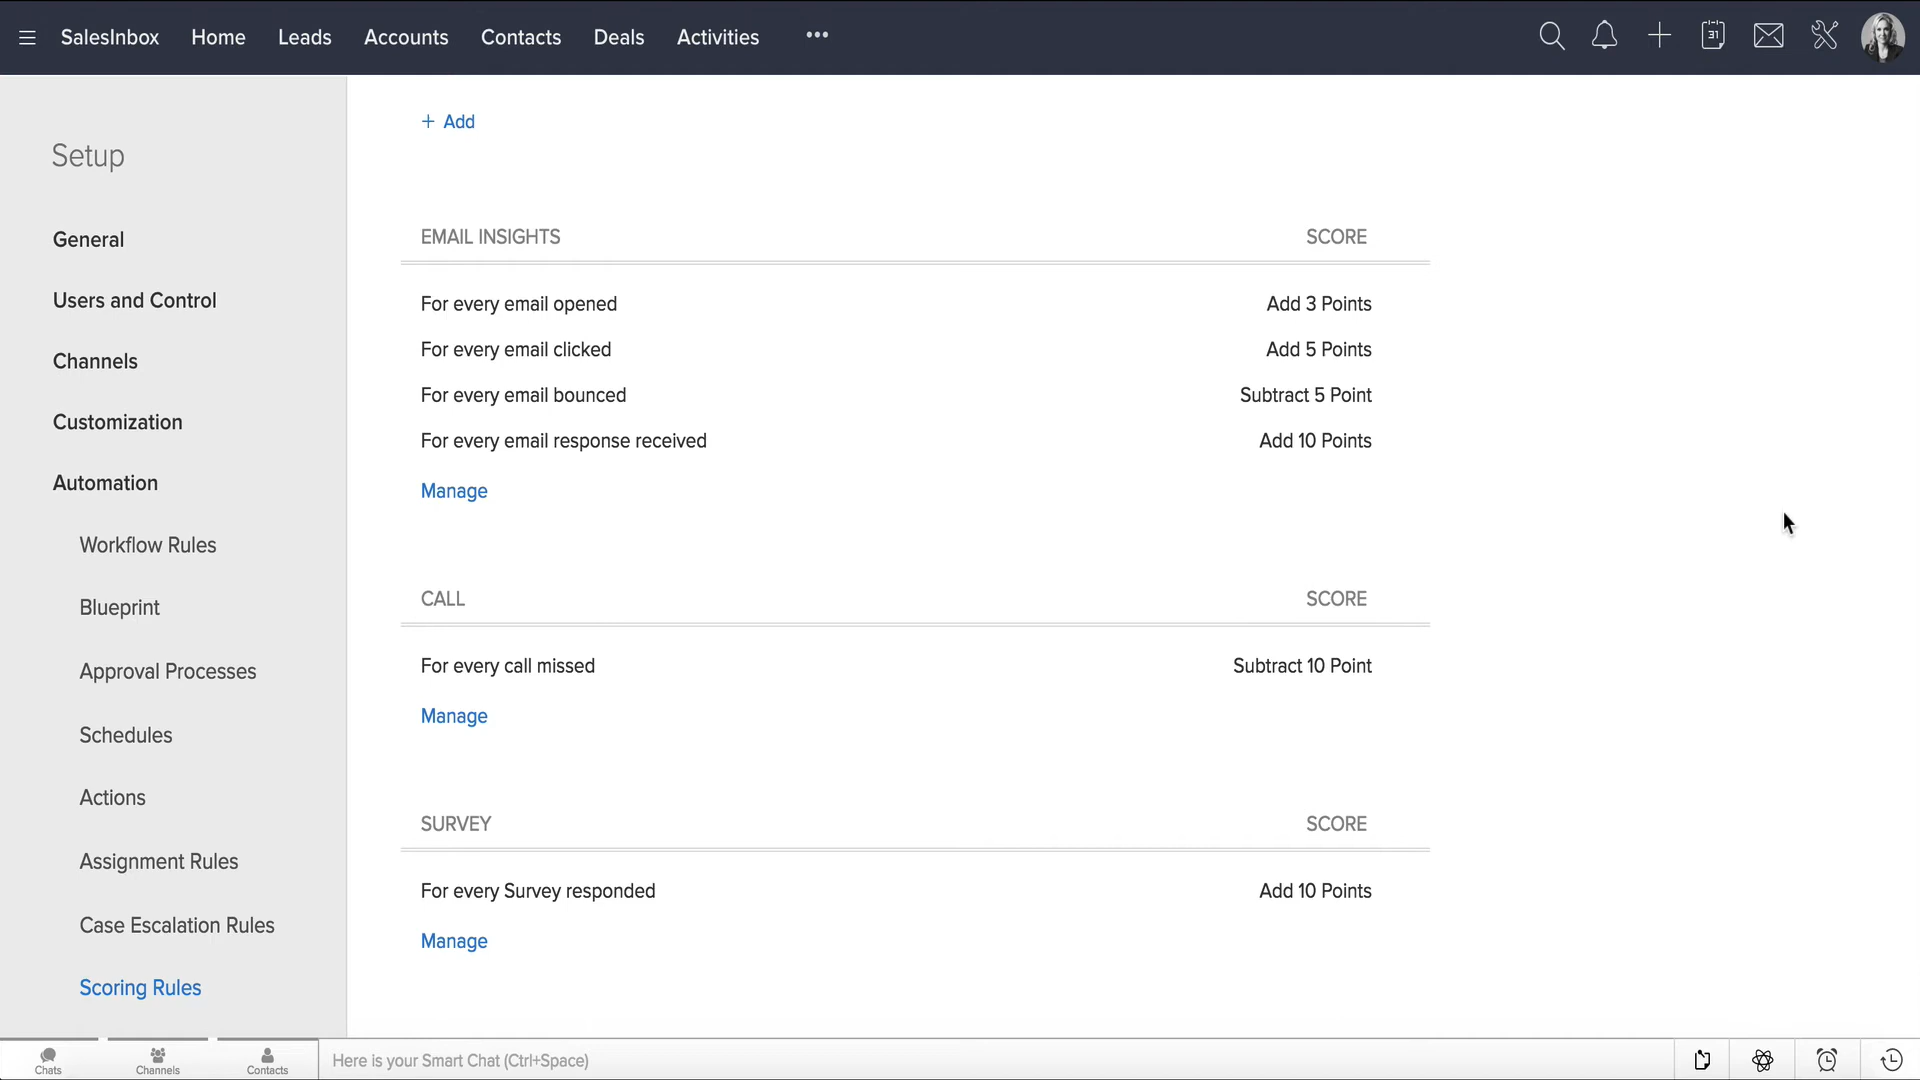 SalesInbox Home Leads Accounts Contacts Deals Activities ••• 31
+ Add
Setup
General
Users and Control
Channels
Customization
Automation
Workflow Rules
Blueprint
Approval Processes
Schedules
Actions
Assignment Rules
Case Escalation Rules
Scoring Rules
EMAIL INSIGHTS SCORE
For every email opened Add 3 Points
For every email clicked Add 5 Points
For every email bounced Subtract 5 Point
For every email response received Add 10 Points
Manage
CALL SCORE
For every call missed Subtract 10 Point
Manage
SURVEY SCORE
For every Survey responded Add 10 Points
Manage
Chats Channels Contacts Here is your Smart Chat (Ctrl+Space)